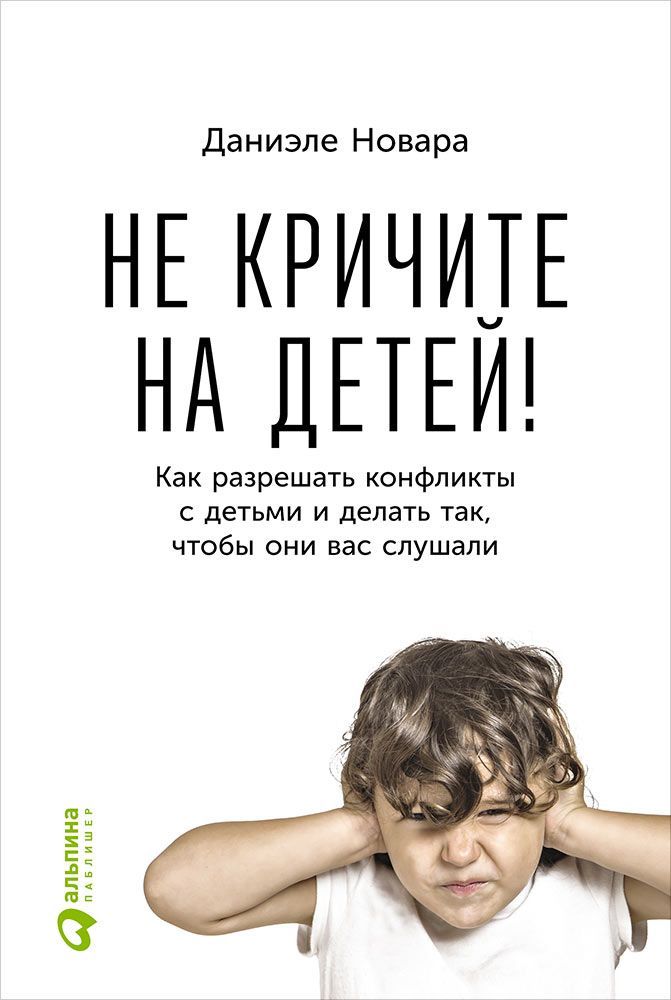 Даниэле Новара
НЕ КРИЧИТЕ
НА ДЕТЕЙ!
Как разрешать конфликты
с детьми и делать так,
чтобы они вас слушали
альпина
ПАБЛИШЕР